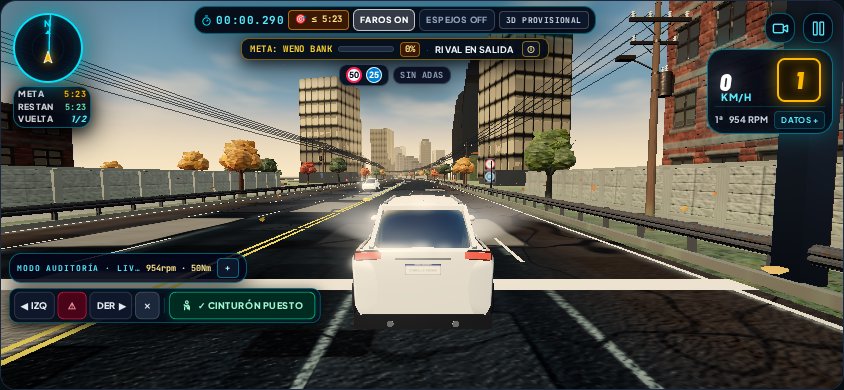 N
00:00.290
≤ 5:23
FAROS ON
ESPEJOS OFF
3D PROVISIONAL
META: WENO BANK
0%
· RIVAL EN SALIDA
50
25
SIN ADAS
META 5:23
RESTAN 5:23
VUELTA 1/2
0
KM/H
1
1ª 954 RPM
DATOS +
MODO AUDITORÍA · LIV… 954rpm · 50Nm
+
◀ IZQ
⚠
DER ▶
×
✓ CINTURÓN PUESTO